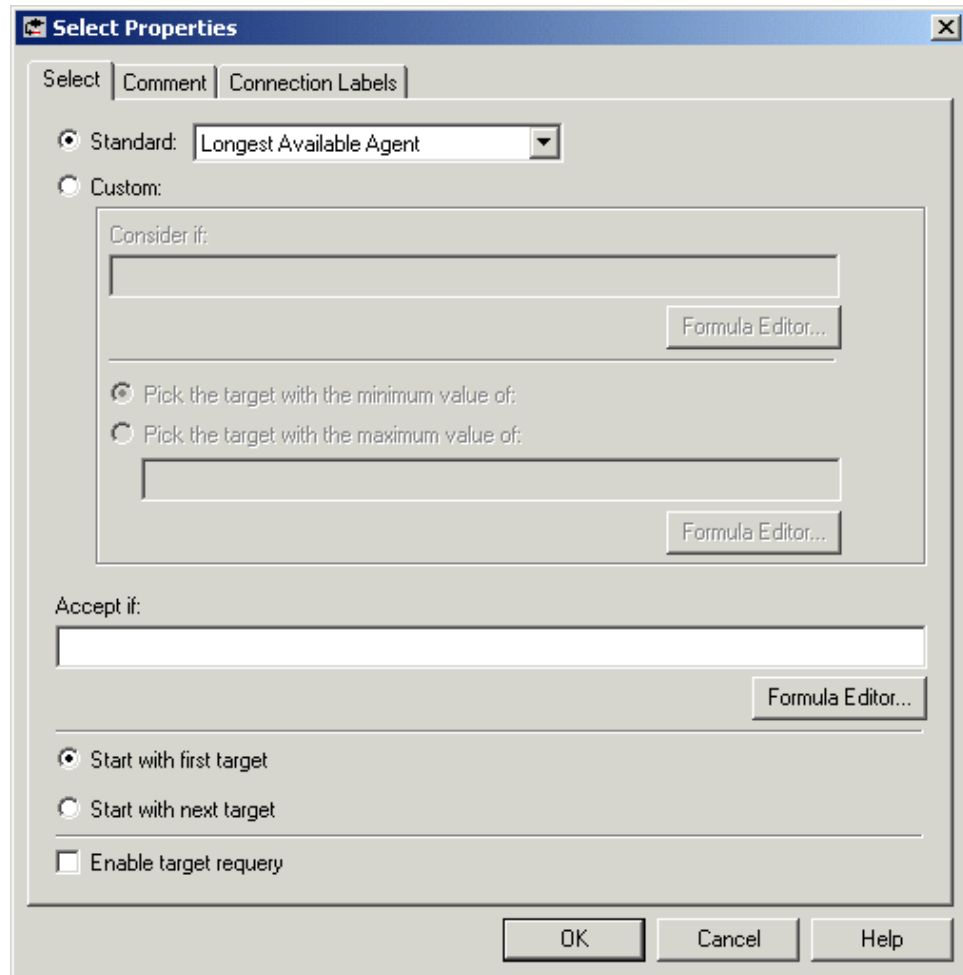 Select Properties
Select Comment Connection Labels
Standard: Longest Available Agent
Custom:
Consider if:
Formula Editor...
Pick the target with the minimum value of:
Pick the target with the maximum value of:
Formula Editor...
Accept if:
Formula Editor...
Start with first target
Start with next target
Enable target requery
OK Cancel Help